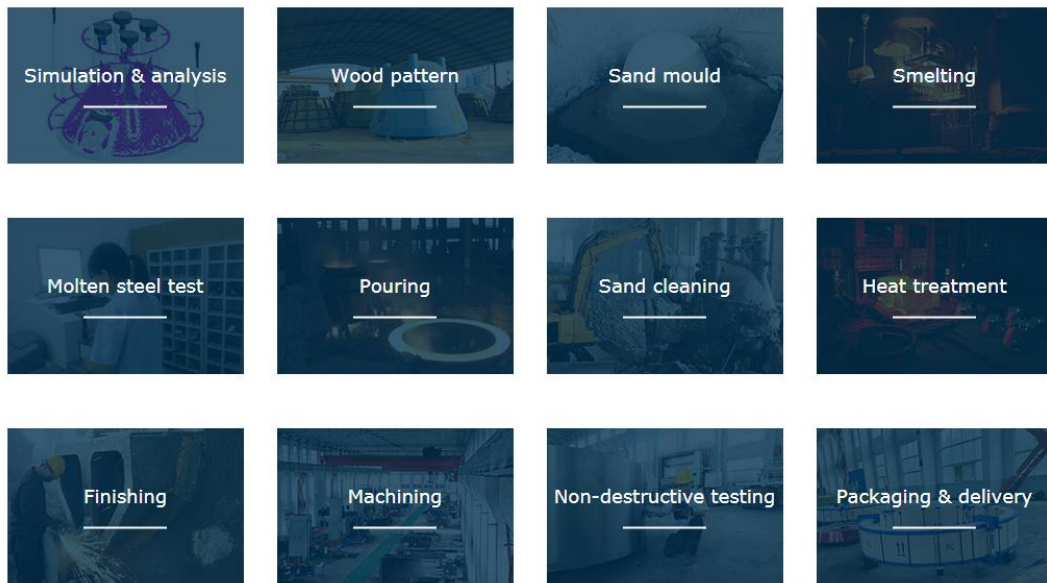 Simulation & analysis
Wood pattern
Sand mould
Smelting
Molten steel test
Pouring
Sand cleaning
Heat treatment
Finishing
Machining
Non-destructive testing
Packaging & delivery